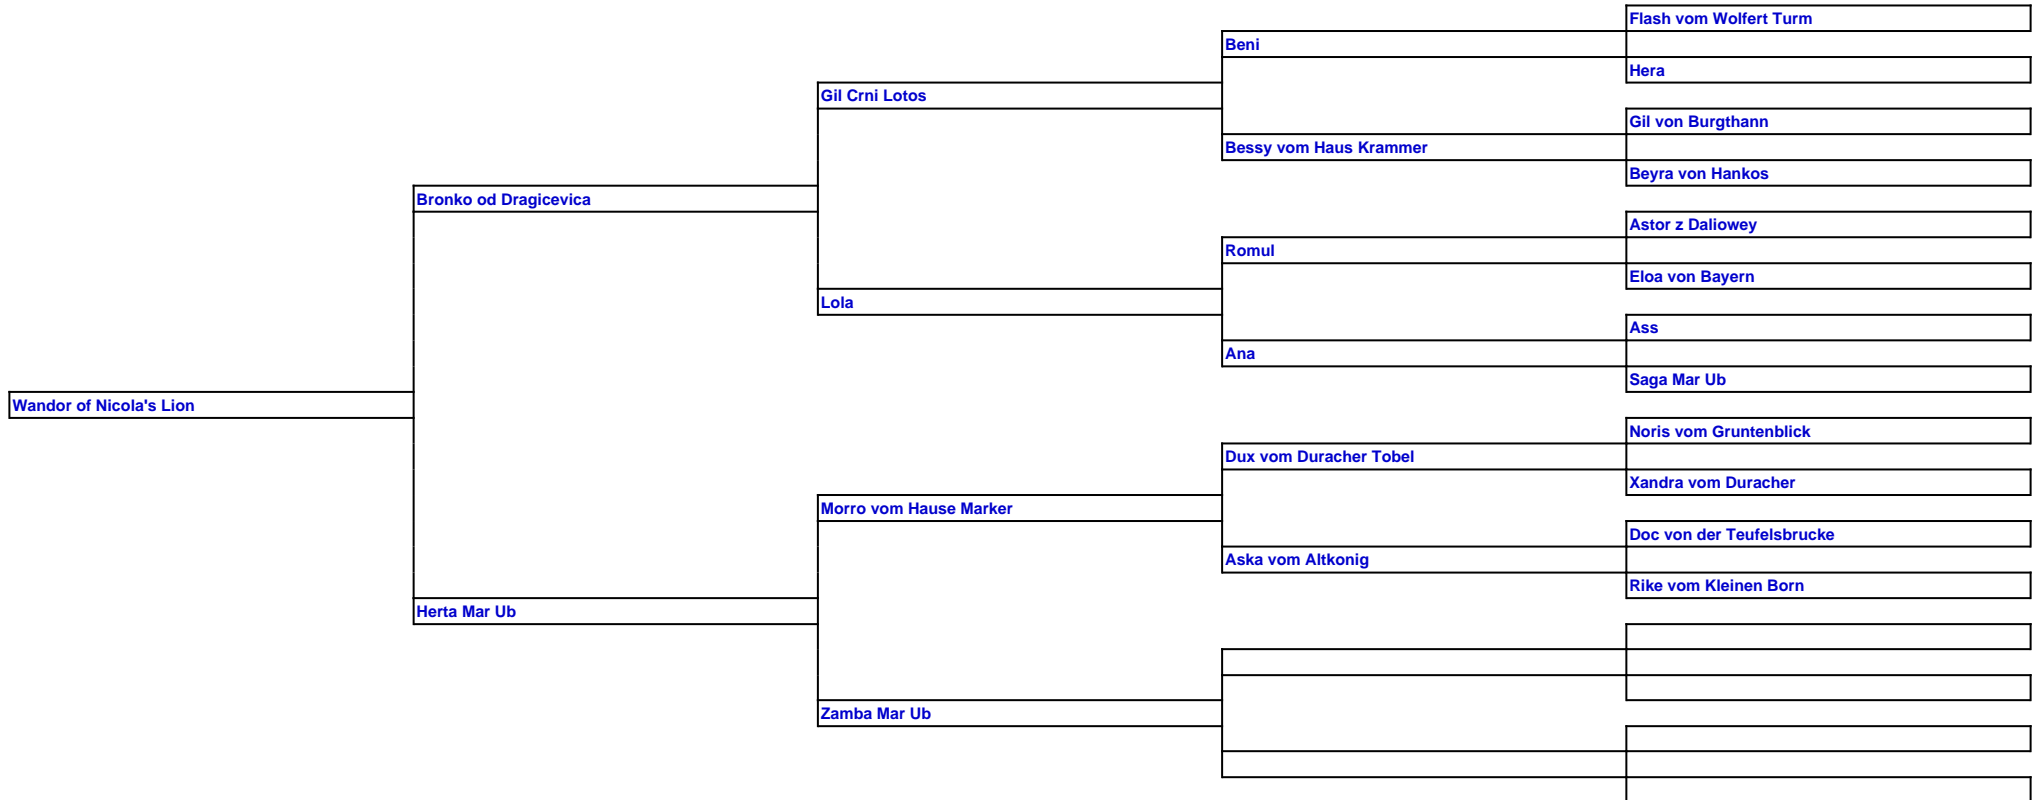 Flash vom Wolfert Turm
Beni
Hera
Gil Crni Lotos
Gil von Burgthann
Bessy vom Haus Krammer
Beyra von Hankos
Bronko od Dragicevica
Astor z Daliowey
Romul
Eloa von Bayern
Lola
Ass
Ana
Saga Mar Ub
Wandor of Nicola's Lion
Noris vom Gruntenblick
Dux vom Duracher Tobel
Xandra vom Duracher
Morro vom Hause Marker
Doc von der Teufelsbrucke
Aska vom Altkonig
Rike vom Kleinen Born
Herta Mar Ub
Zamba Mar Ub